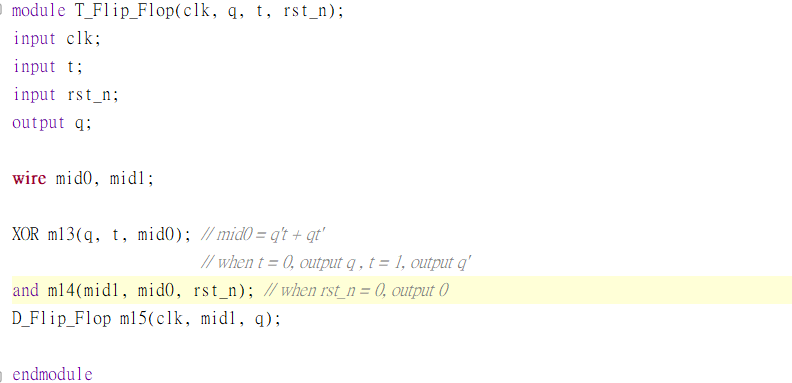 module T_Flip_Flop(clk, q, t, rst_n);
input clk;
input t;
input rst_n;
output q;
wire mid0, mid1;
XOR m13(q, t, mid0); // mid0 = q't + qt'
// when t = 0, output q , t = 1, output q'
and m14(mid1, mid0, rst_n); // when rst_n = 0, output 0
D_Flip_Flop m15(clk, mid1, q);
endmodule